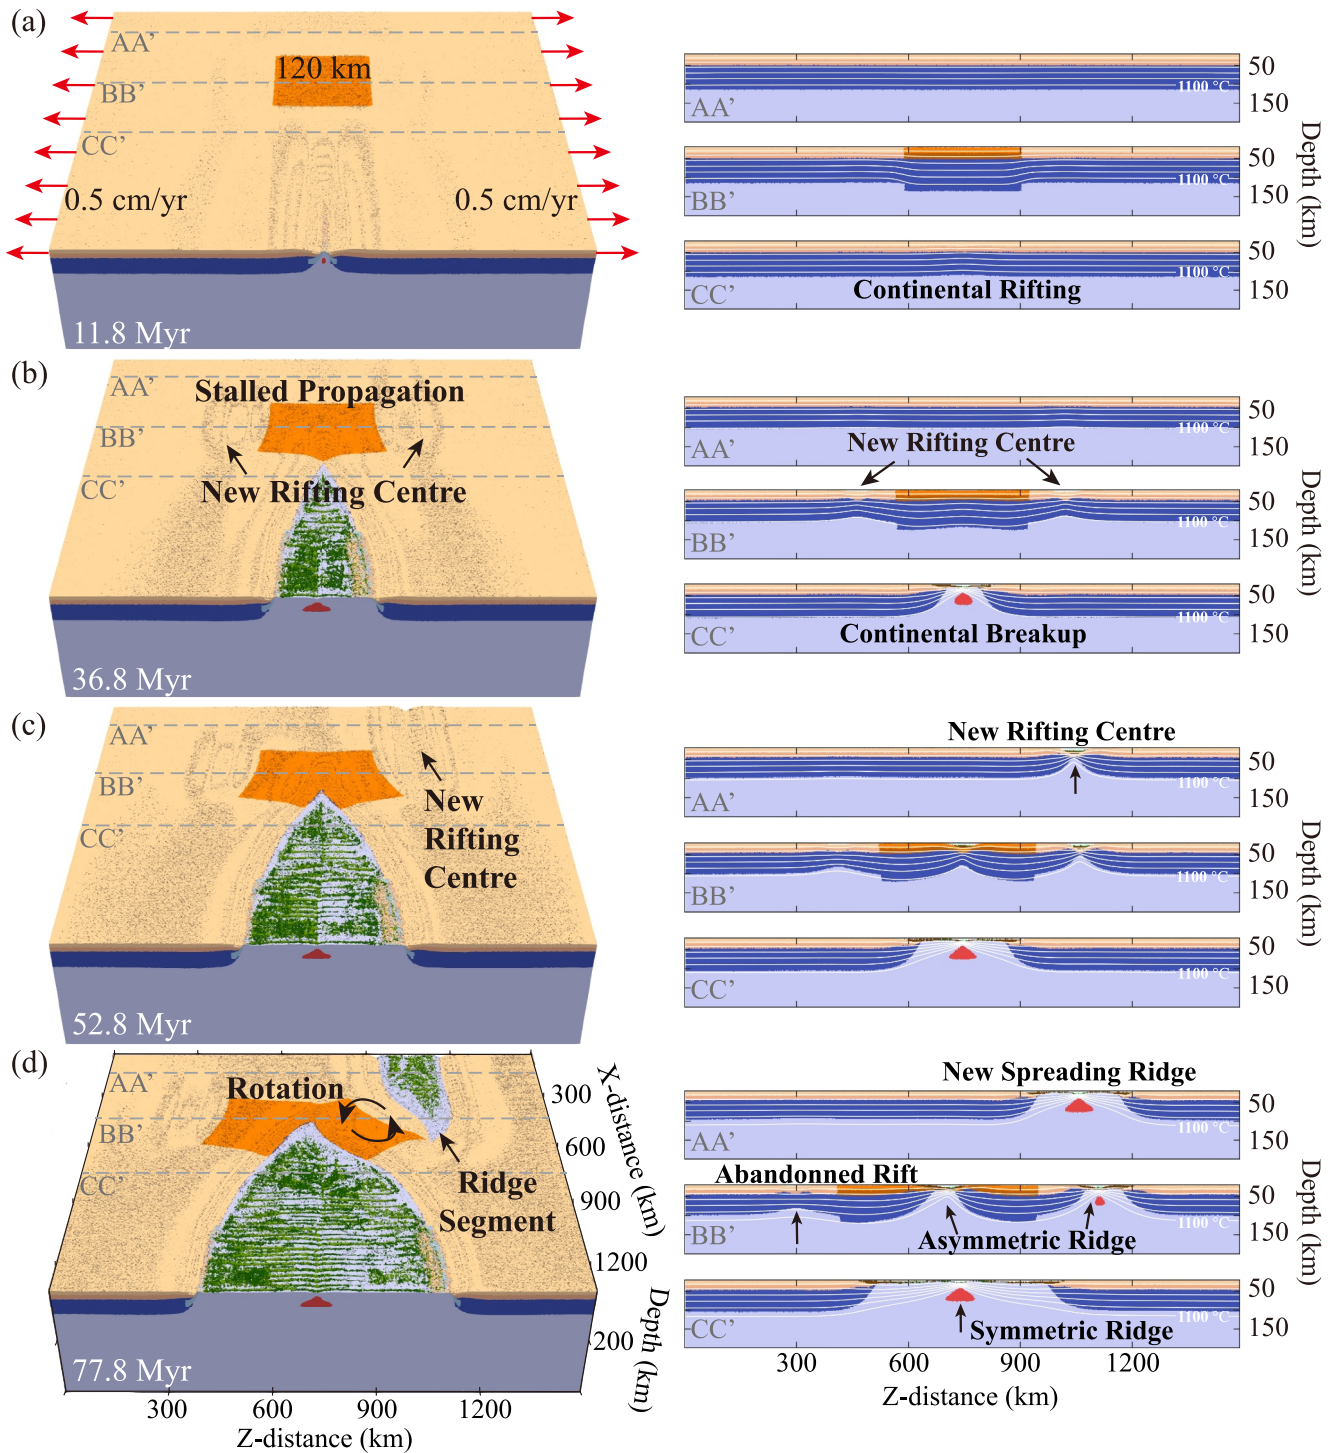 (a)
AA'
120 km
BB'
CC'
0.5 cm/yr
0.5 cm/yr
11.8 Myr
50
1100 °C
150
AA'
50
1100 °C
150
BB'
50
1100 °C
150
CC'
Continental Rifting
Depth (km)
(b)
AA'
Stalled Propagation
BB'
CC'
New Rifting Centre
36.8 Myr
50
1100 °C
150
AA'
New Rifting Centre
50
1100 °C
150
BB'
50
1100 °C
150
CC'
Continental Breakup
Depth (km)
(c)
AA'
BB'
CC'
New
Rifting
Centre
52.8 Myr
New Rifting Centre
50
1100 °C
150
AA'
50
1100 °C
150
BB'
50
1100 °C
150
CC'
Depth (km)
(d)
AA'
Rotation
BB'
CC'
Ridge
Segment
77.8 Myr
300
600
900
1200
X-distance (km)
200
Depth (km)
300
600
900
1200
Z-distance (km)
New Spreading Ridge
50
1100 °C
150
AA'
Abandonned Rift
50
1100 °C
150
BB'
Asymmetric Ridge
50
1100 °C
150
CC'
Symmetric Ridge
Depth (km)
300
600
900
1200
Z-distance (km)